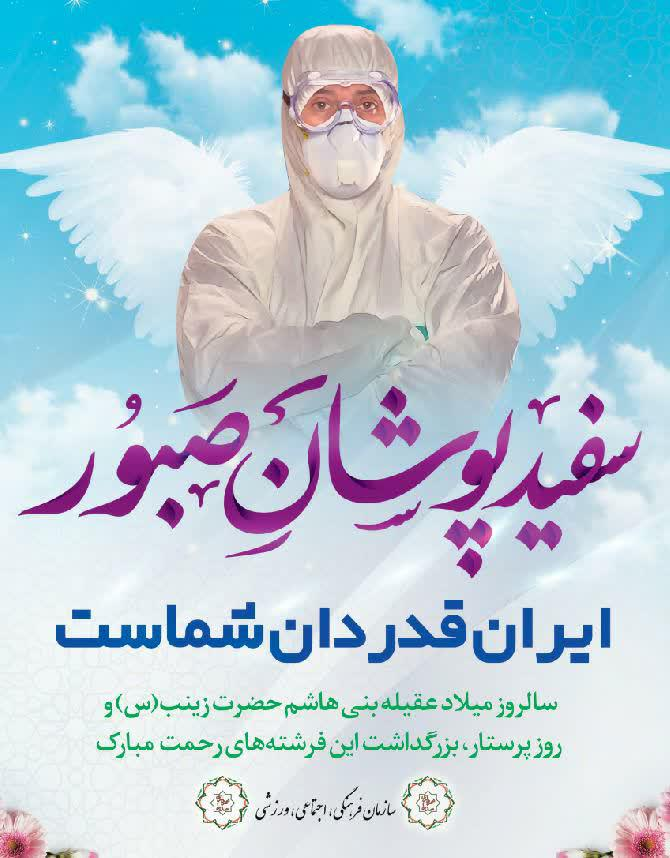 سفیدپوشانِ صَبوُر
ایران قدردان شماست
سالروز میلاد عقیله بنی هاشم حضرت زینب(س) و
روز پرستار، بزرگداشت این فرشته‌های رحمت مبارک
سازمان فرهنگی، اجتماعی، ورزشی